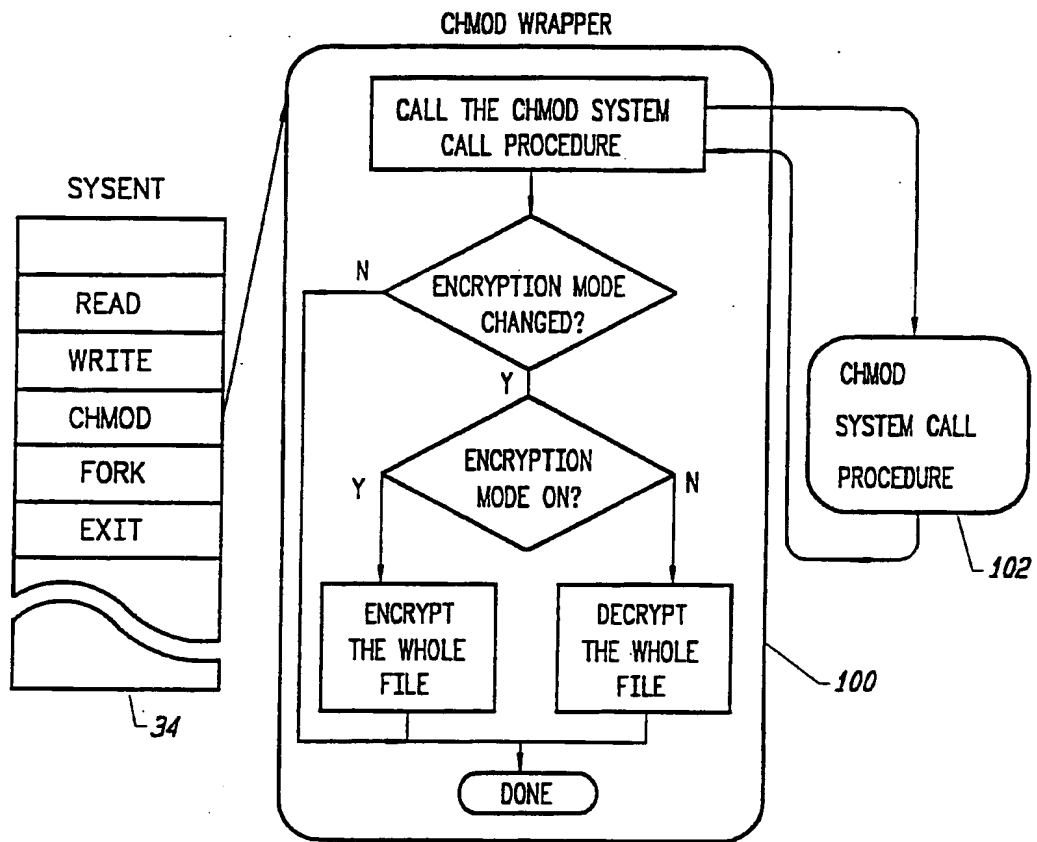 CHMOD WRAPPER
CALL THE CHMOD SYSTEM
CALL PROCEDURE
SYSENT
READ
WRITE
CHMOD
FORK
EXIT
34
N
ENCRYPTION MODE
CHANGED?
Y
ENCRYPTION
MODE ON?
Y
N
ENCRYPT
THE WHOLE
FILE
DECRYPT
THE WHOLE
FILE
DONE
100
CHMOD
SYSTEM CALL
PROCEDURE
102